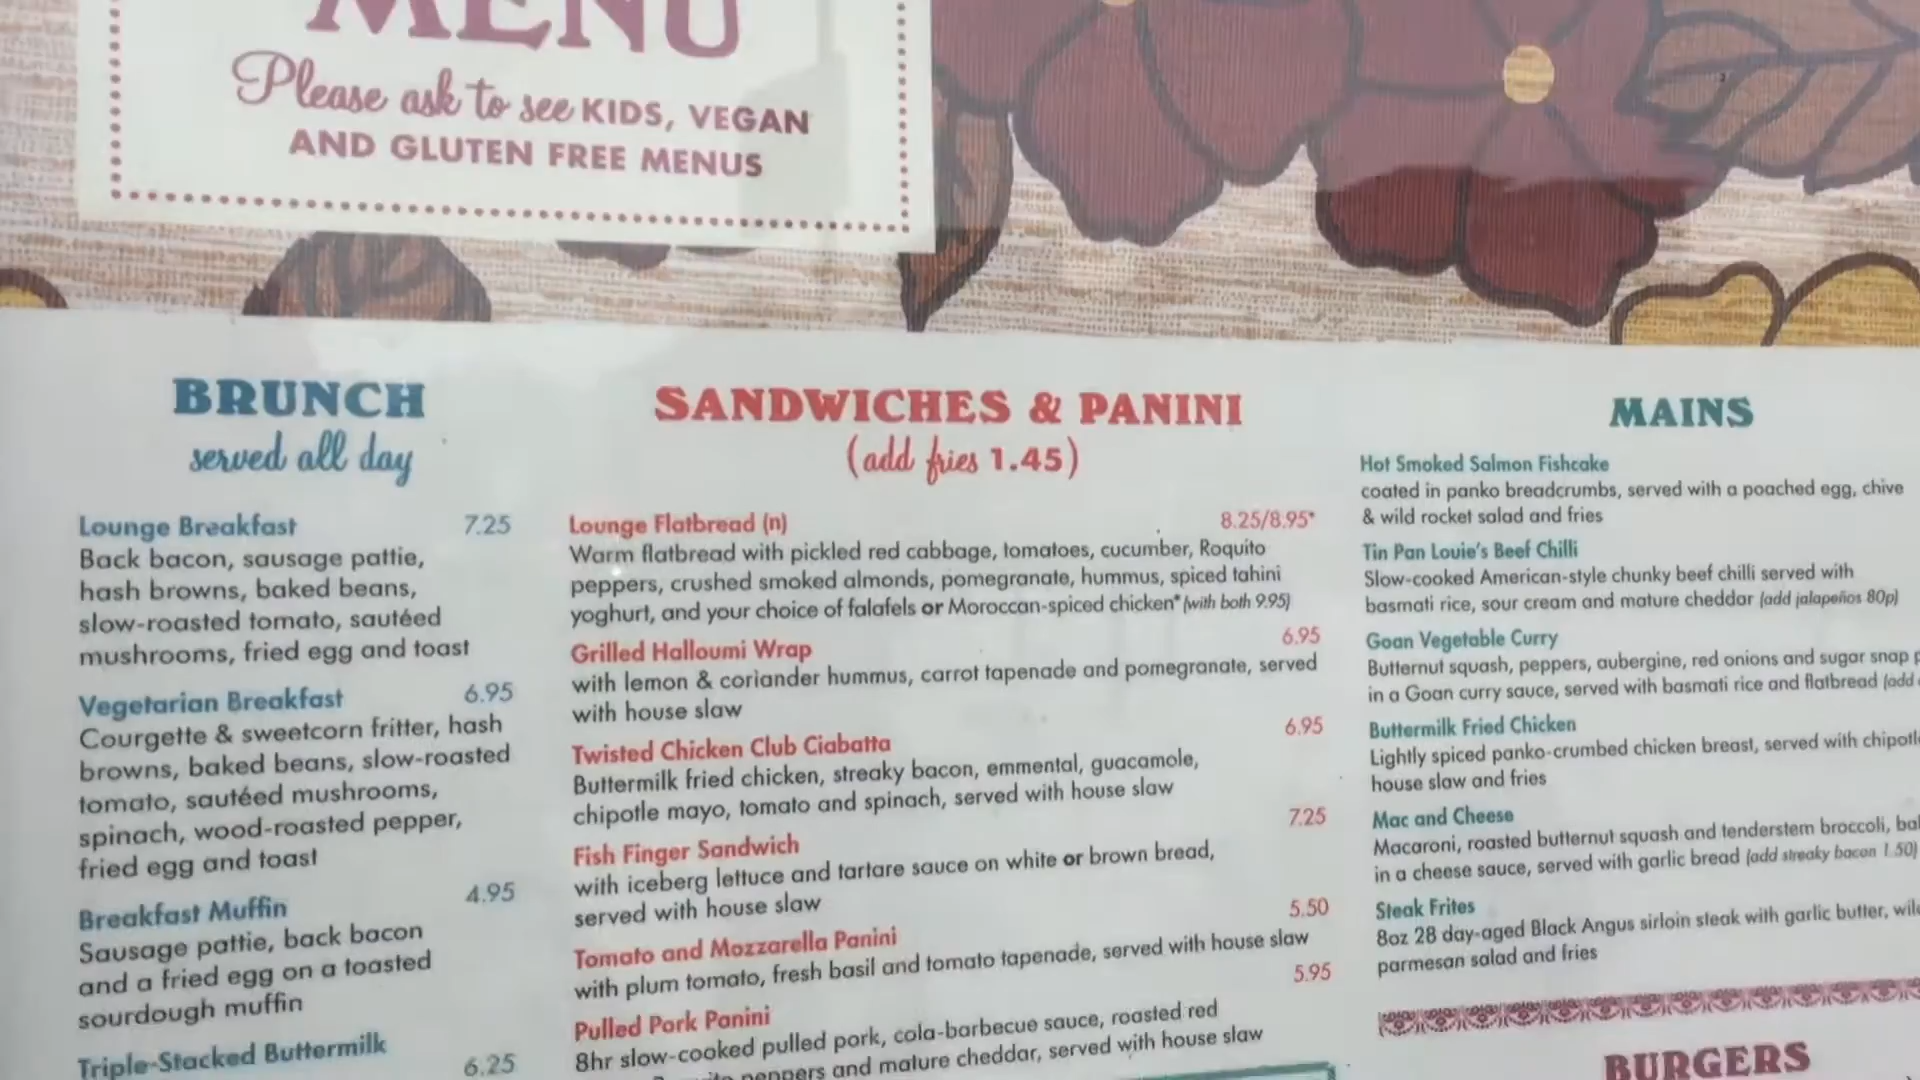 MENU
Please ask to see KIDS, VEGAN
AND GLUTEN FREE MENUS
BRUNCH
served all day
Lounge Breakfast 7.25
Back bacon, sausage pattie,
hash browns, baked beans,
slow-roasted tomato, sautéed
mushrooms, fried egg and toast
Vegetarian Breakfast 6.95
Courgette & sweetcorn fritter, hash
browns, baked beans, slow-roasted
tomato, sautéed mushrooms,
spinach, wood-roasted pepper,
fried egg and toast
Breakfast Muffin 4.95
Sausage pattie, back bacon
and a fried egg on a toasted
sourdough muffin
Triple-Stacked Buttermilk 6.25
SANDWICHES & PANINI
(add fries 1.45)
Lounge Flatbread (n) 8.25/8.95*
Warm flatbread with pickled red cabbage, tomatoes, cucumber, Roquito
peppers, crushed smoked almonds, pomegranate, hummus, spiced tahini
yoghurt, and your choice of falafels or Moroccan-spiced chicken* (with both 9.95)
Grilled Halloumi Wrap 6.95
with lemon & coriander hummus, carrot tapenade and pomegranate, served
with house slaw
Twisted Chicken Club Ciabatta 6.95
Buttermilk fried chicken, streaky bacon, emmental, guacamole,
chipotle mayo, tomato and spinach, served with house slaw
Fish Finger Sandwich 7.25
with iceberg lettuce and tartare sauce on white or brown bread,
served with house slaw
Tomato and Mozzarella Panini 5.50
with plum tomato, fresh basil and tomato tapenade, served with house slaw
Pulled Pork Panini 5.95
8hr slow-cooked pulled pork, cola-barbecue sauce, roasted red
peppers and mature cheddar, served with house slaw
MAINS
Hot Smoked Salmon Fishcake
coated in panko breadcrumbs, served with a poached egg, chive
& wild rocket salad and fries
Tin Pan Louie's Beef Chilli
Slow-cooked American-style chunky beef chilli served with
basmati rice, sour cream and mature cheddar (add jalapeños 80p)
Goan Vegetable Curry
Butternut squash, peppers, aubergine, red onions and sugar snap
in a Goan curry sauce, served with basmati rice and flatbread (add
Buttermilk Fried Chicken
Lightly spiced panko-crumbed chicken breast, served with
house slaw and fries
Mac and Cheese
Macaroni, roasted butternut squash and tenderstem broccoli,
in a cheese sauce, served with garlic bread (add streaky bacon 1.50)
Steak Frites
8oz 28 day-aged Black Angus sirloin steak with garlic butter,
parmesan salad and fries
BURGERS